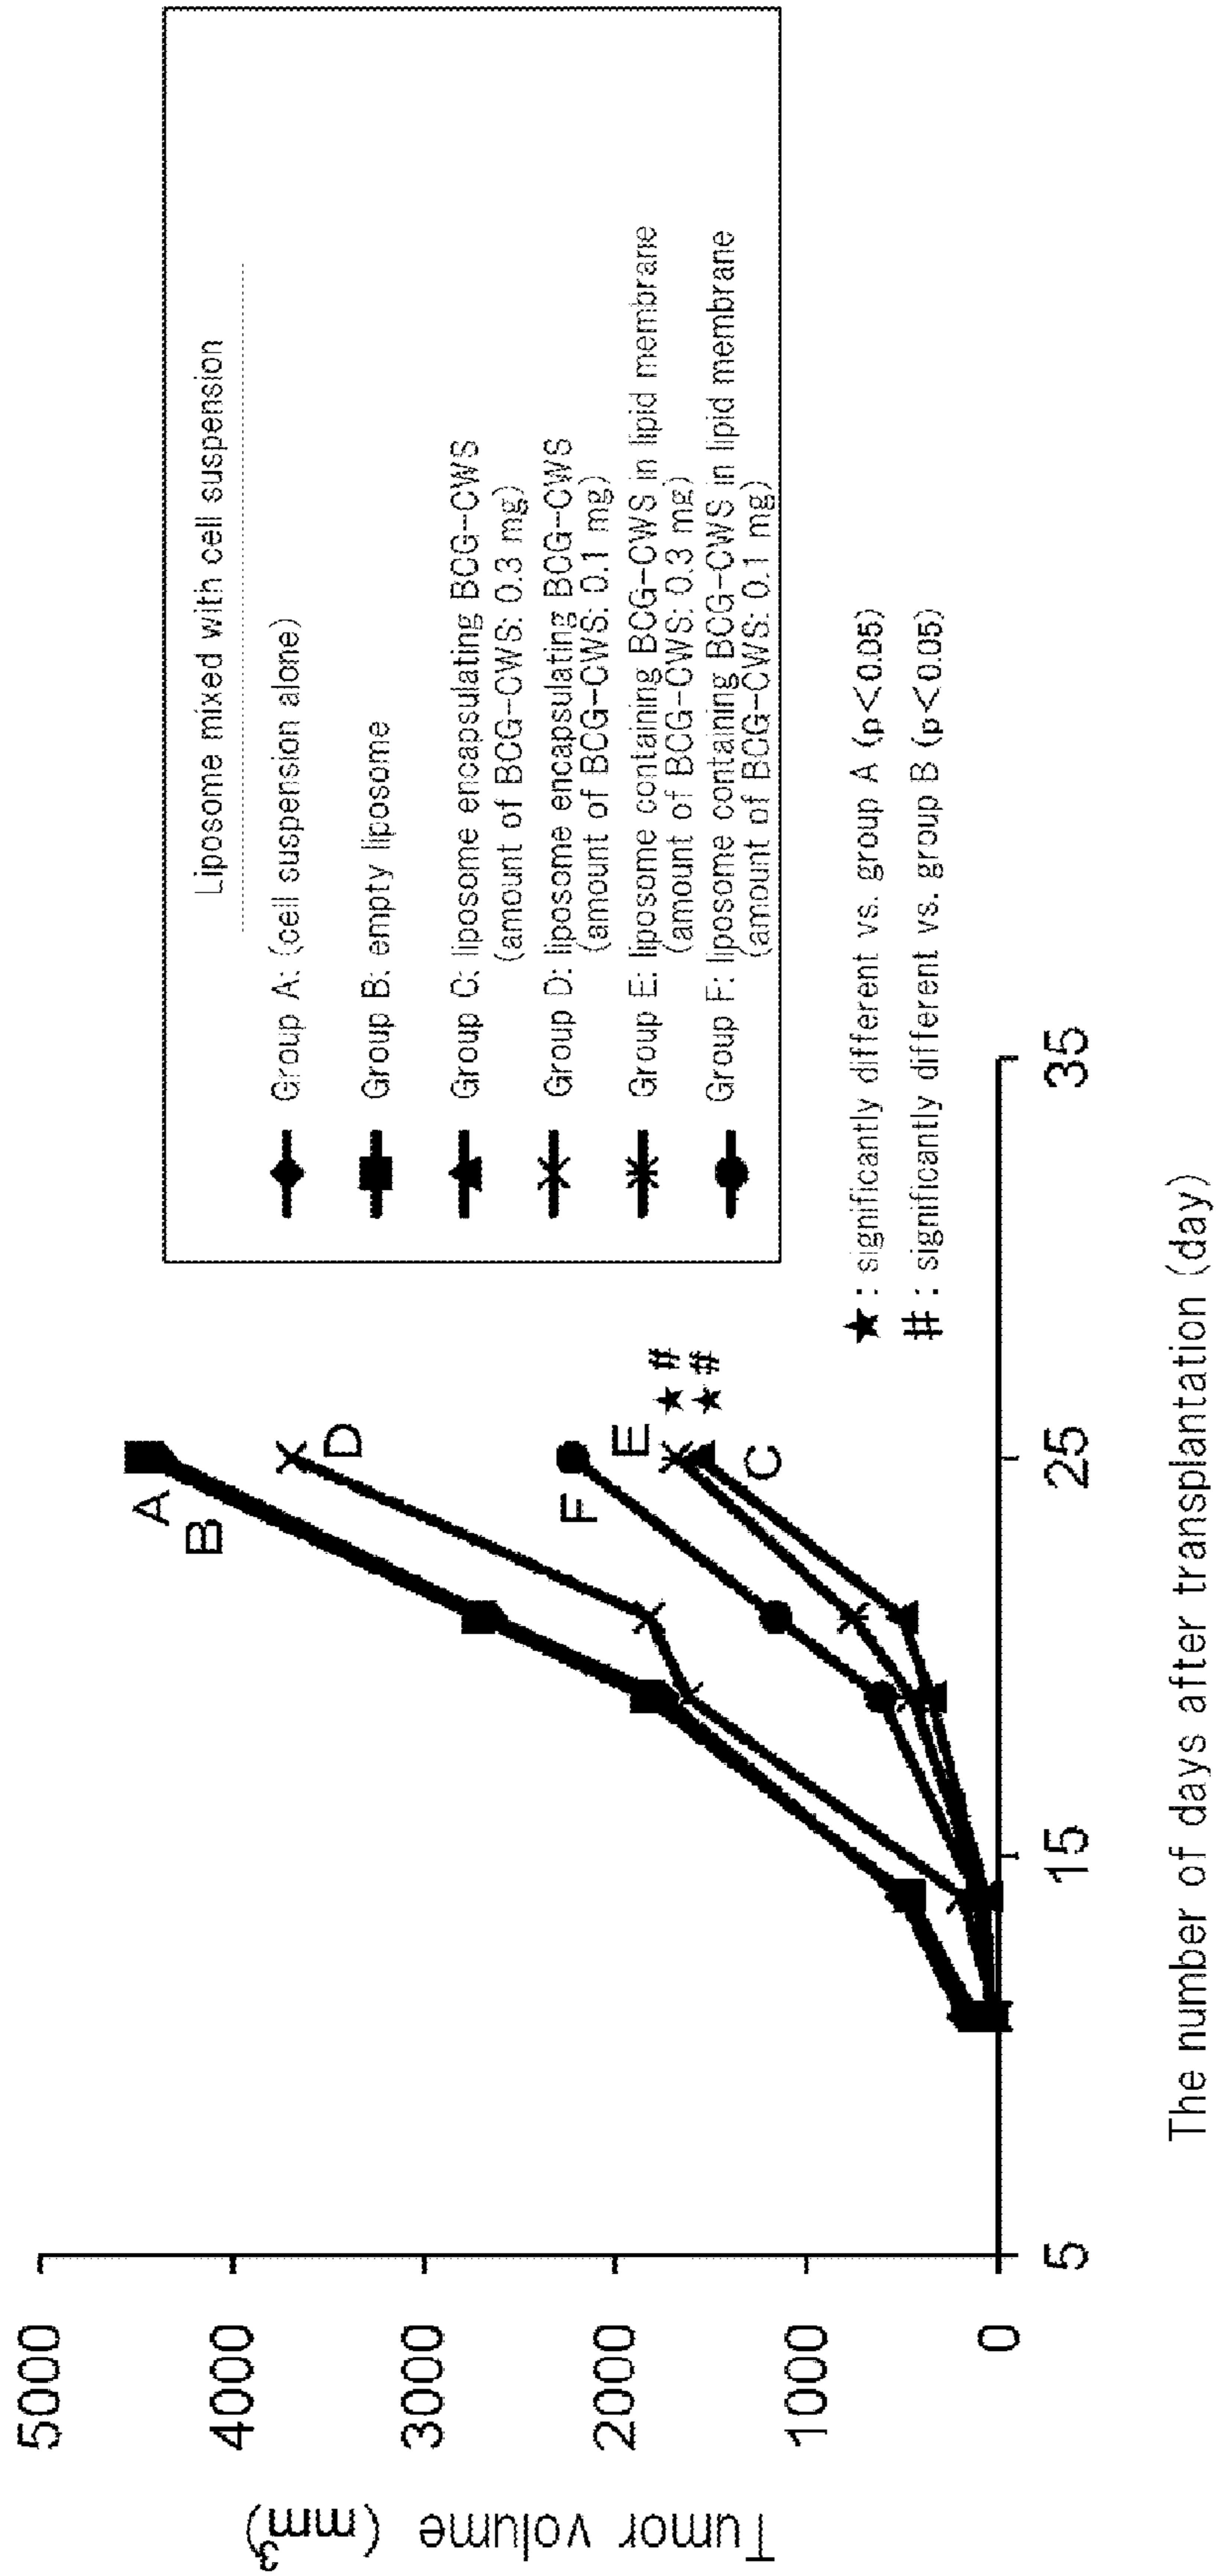 Tumor volume (mm³)
5000
4000
3000
2000
1000
0
5
15
25
35
The number of days after transplantation (day)
A
B
D
F
E
C
★ #
★ #
Liposome mixed with cell suspension
Group A: (cell suspension alone)
Group B: empty liposome
Group C: liposome encapsulating BCG-CWS
(amount of BCG-CWS: 0.3 mg)
Group D: liposome encapsulating BCG-CWS
(amount of BCG-CWS: 0.1 mg)
Group E: liposome containing BCG-CWS in lipid membrane
(amount of BCG-CWS: 0.3 mg)
Group F: liposome containing BCG-CWS in lipid membrane
(amount of BCG-CWS: 0.1 mg)
★ : significantly different vs. group A (p<0.05)
# : significantly different vs. group B (p<0.05)